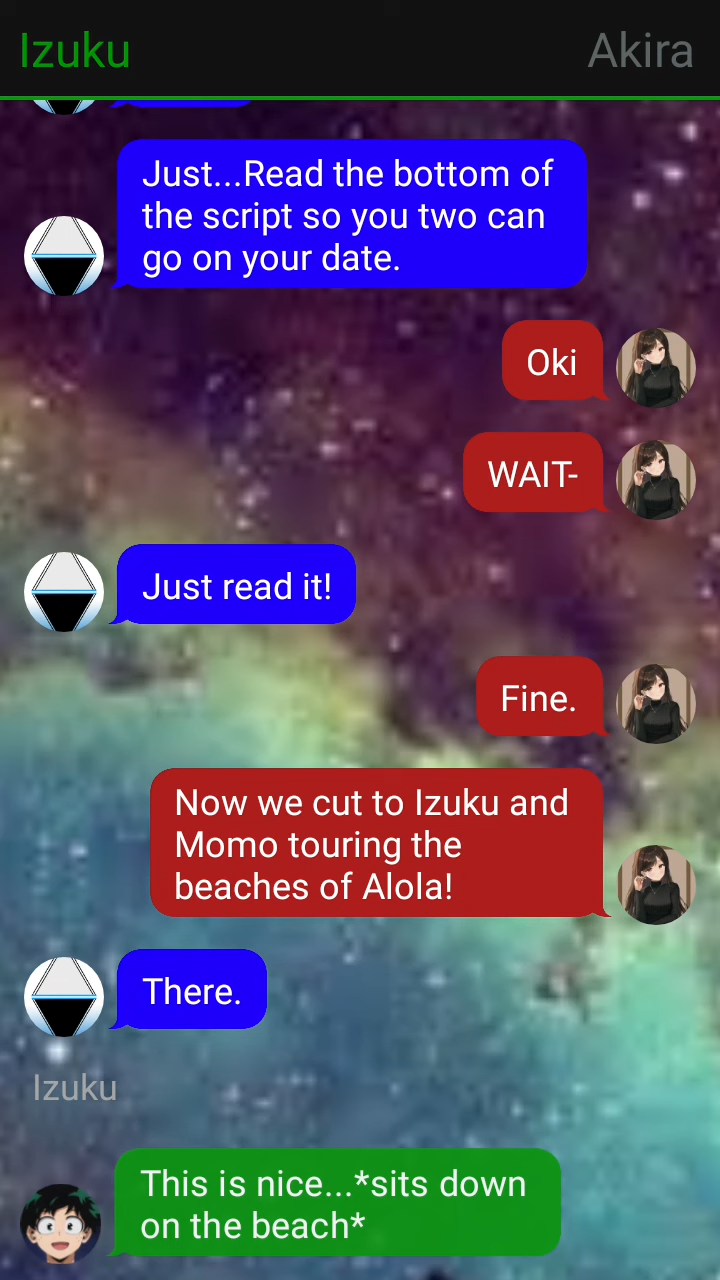 Izuku
Akira
Just...Read the bottom of
the script so you two can
go on your date.
Oki
WAIT-
Just read it!
Fine.
Now we cut to Izuku and
Momo touring the
beaches of Alola!
There.
Izuku
This is nice...*sits down
on the beach*